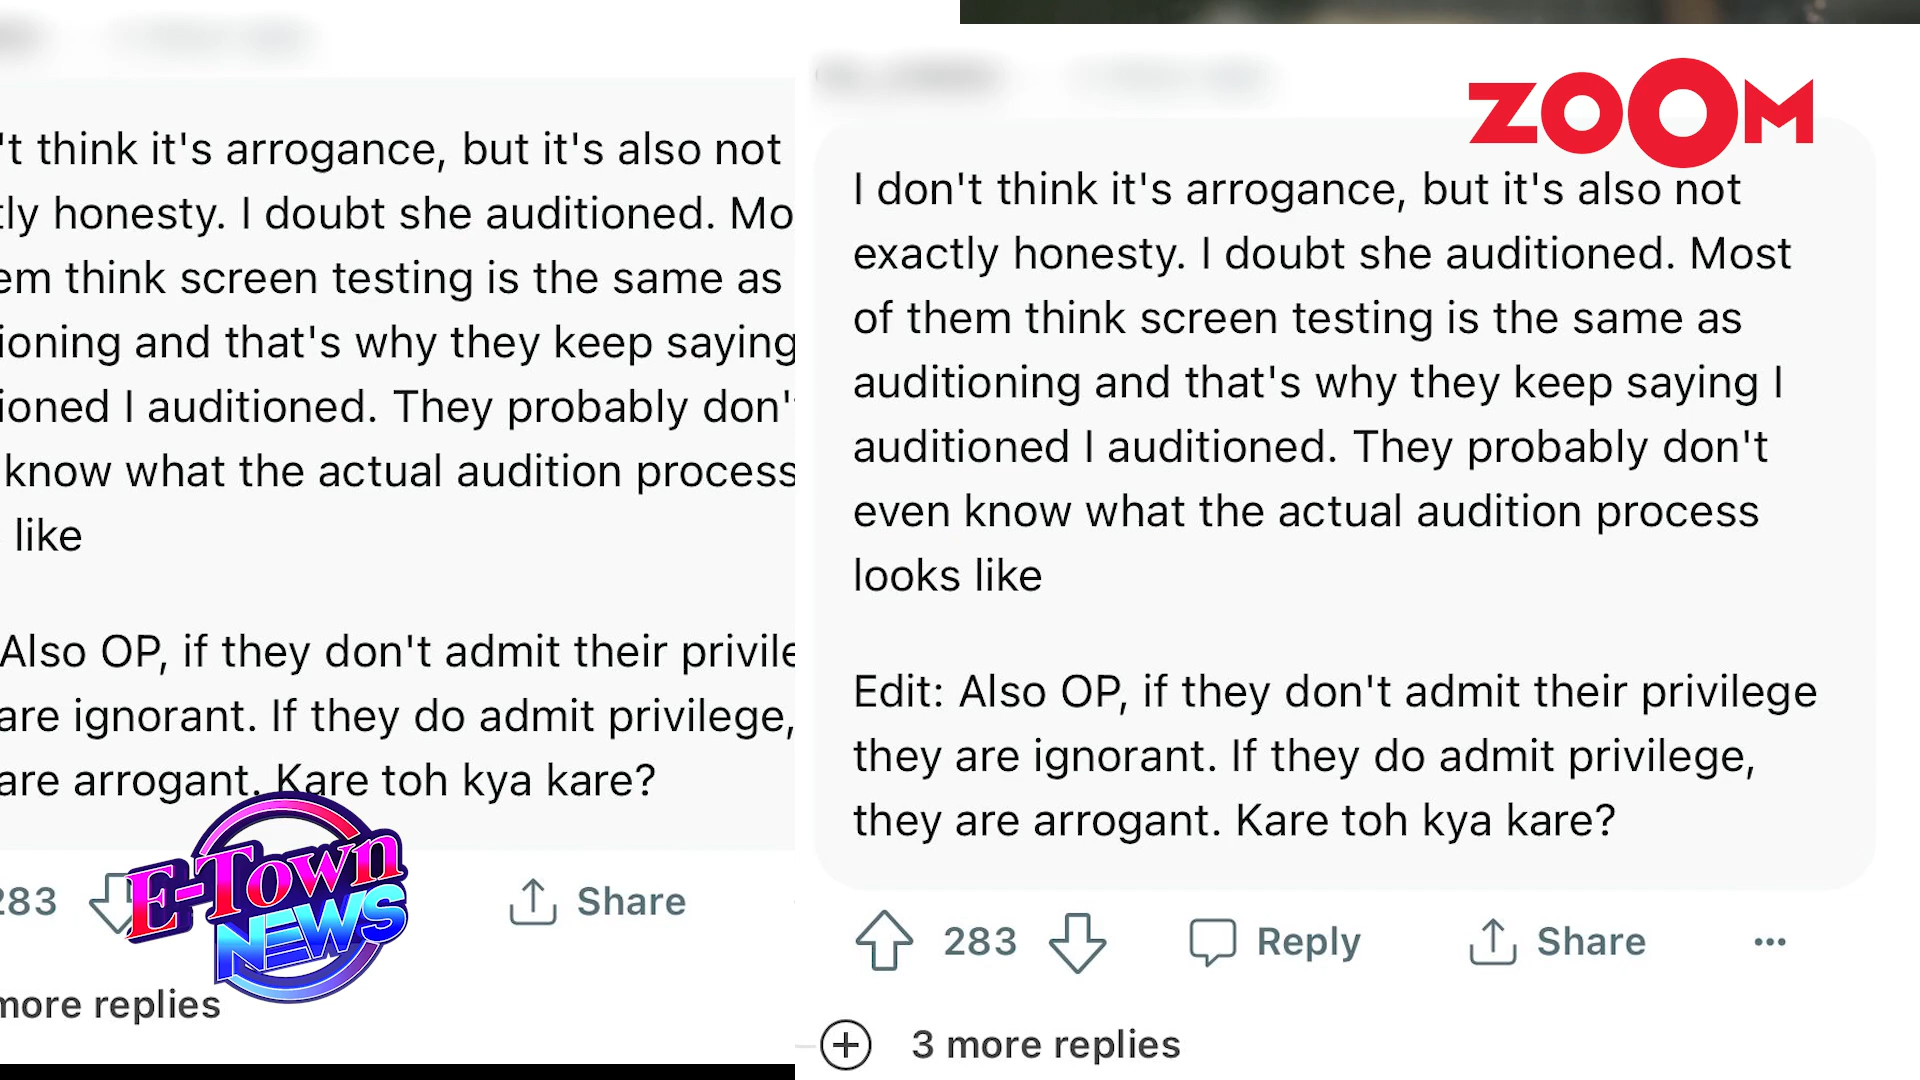 't think it's arrogance, but it's also not
tly honesty. I doubt she auditioned. Mo
em think screen testing is the same as
ioning and that's why they keep saying
ioned I auditioned. They probably don'
know what the actual audition process
like
Also OP, if they don't admit their privile
are ignorant. If they do admit privilege,
are arrogant. Kare toh kya kare?
283
Share
more replies
E-Town
NEWS
ZOOM
I don't think it's arrogance, but it's also not
exactly honesty. I doubt she auditioned. Most
of them think screen testing is the same as
auditioning and that's why they keep saying I
auditioned I auditioned. They probably don't
even know what the actual audition process
looks like
Edit: Also OP, if they don't admit their privilege
they are ignorant. If they do admit privilege,
they are arrogant. Kare toh kya kare?
283
Reply
Share
3 more replies